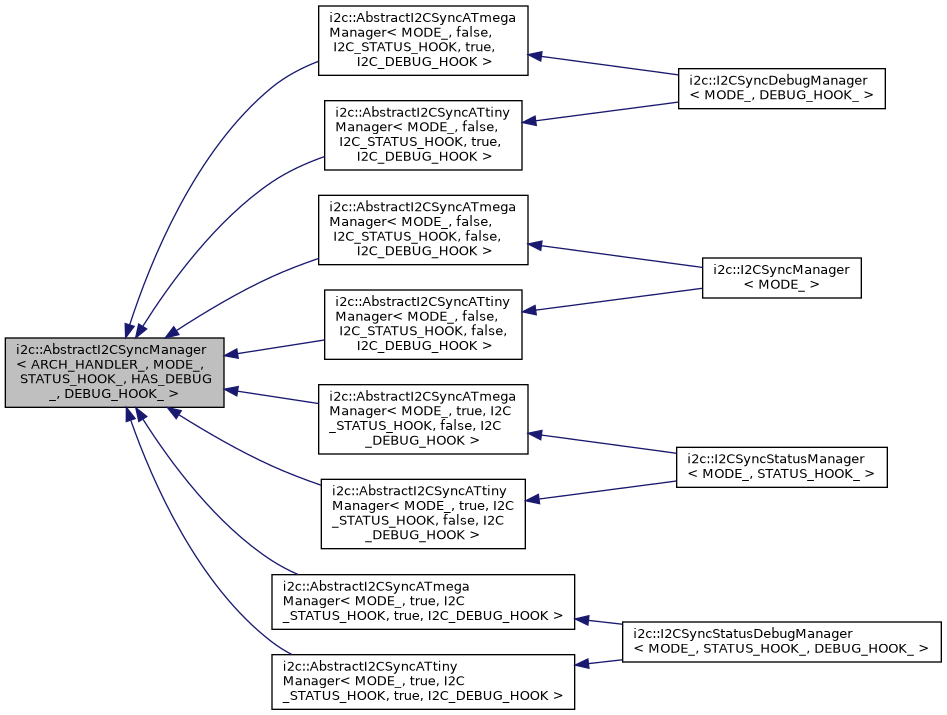 i2c::AbstractI2CSyncATmega
Manager< MODE_, false,
I2C_STATUS_HOOK, true,
I2C_DEBUG_HOOK >
i2c::I2CSyncDebugManager
< MODE_, DEBUG_HOOK_ >
i2c::AbstractI2CSyncATtiny
Manager< MODE_, false,
I2C_STATUS_HOOK, true,
I2C_DEBUG_HOOK >
i2c::AbstractI2CSyncATmega
Manager< MODE_, false,
I2C_STATUS_HOOK, false,
I2C_DEBUG_HOOK >
i2c::I2CSyncManager
< MODE_ >
i2c::AbstractI2CSyncATtiny
Manager< MODE_, false,
I2C_STATUS_HOOK, false,
I2C_DEBUG_HOOK >
i2c::AbstractI2CSyncManager
< ARCH_HANDLER_, MODE_,
STATUS_HOOK_, HAS_DEBUG
_, DEBUG_HOOK_ >
i2c::AbstractI2CSyncATmega
Manager< MODE_, true, I2C
_STATUS_HOOK, false, I2C
_DEBUG_HOOK >
i2c::I2CSyncStatusManager
< MODE_, STATUS_HOOK_ >
i2c::AbstractI2CSyncATtiny
Manager< MODE_, true, I2C
_STATUS_HOOK, false, I2C
_DEBUG_HOOK >
i2c::AbstractI2CSyncATmega
Manager< MODE_, true, I2C
_STATUS_HOOK, true, I2C_DEBUG_HOOK >
i2c::I2CSyncStatusDebugManager
< MODE_, STATUS_HOOK_, DEBUG_HOOK_ >
i2c::AbstractI2CSyncATtiny
Manager< MODE_, true, I2C
_STATUS_HOOK, true, I2C_DEBUG_HOOK >